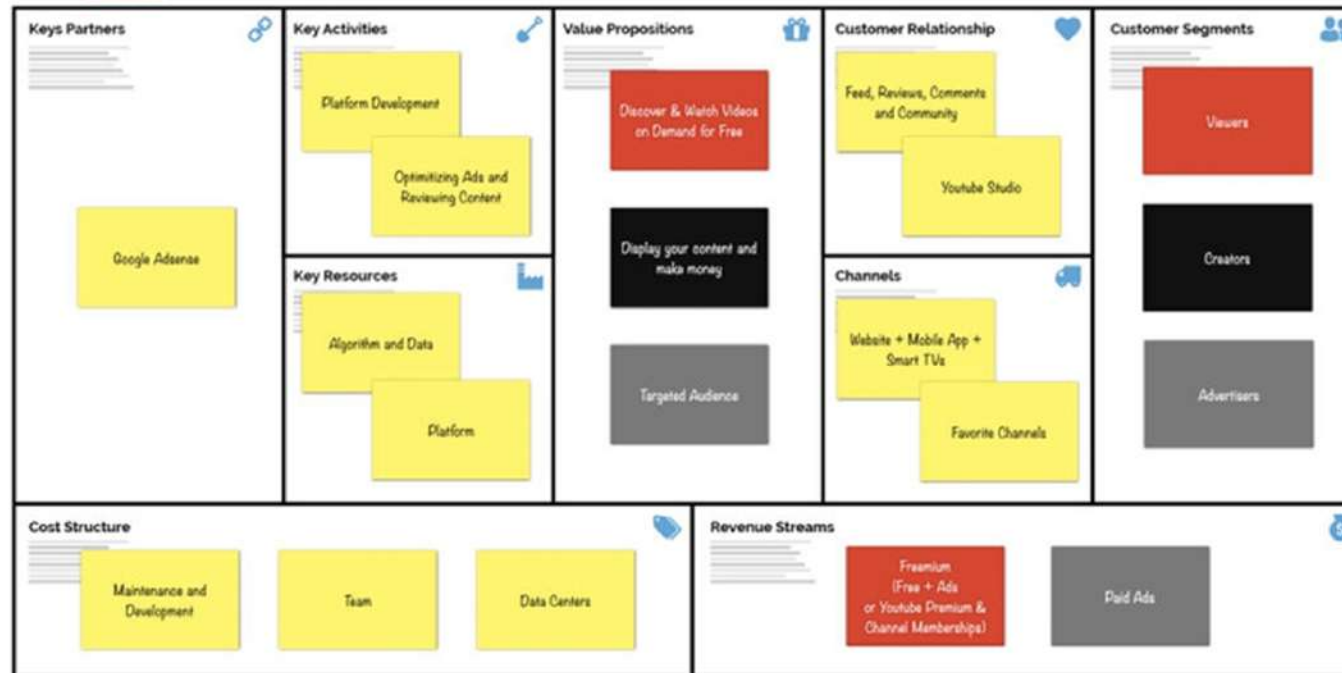 Keys Partners
Google Adsense
Key Activities
Platform Development
Optimitizing Ads and
Reviewing Content
Key Resources
Algorithm and Data
Platform
Value Propositions
Discover & Watch Videos
on Demand for Free
Display your content and
make money
Targeted Audience
Customer Relationship
Feed, Reviews, Comments
and Community
Youtube Studio
Channels
Website + Mobile App +
Smart TVs
Favorite Channels
Customer Segments
Viewers
Creators
Advertisers
Cost Structure
Maintenance and
Development
Team
Data Centers
Revenue Streams
Freemium
(Free + Ads
or Youtube Premium &
Channel Memberships)
Paid Ads